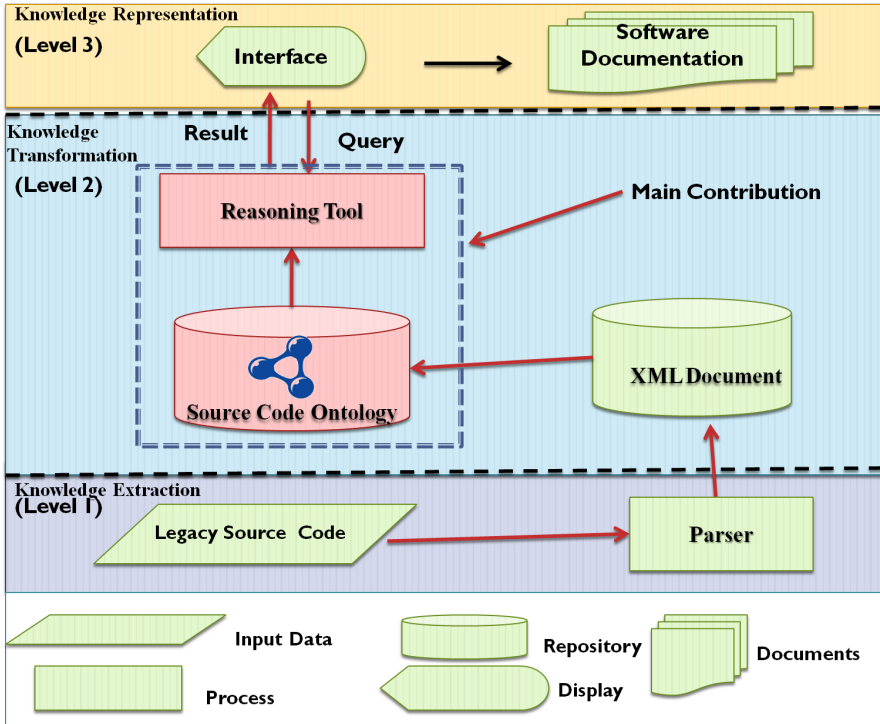 Knowledge Representation
(Level 3)
Interface
Software
Documentation
Knowledge
Transformation
(Level 2)
Result
Query
Reasoning Tool
Main Contribution
Source Code Ontology
XML Document
Knowledge Extraction
(Level 1)
Legacy Source Code
Parser
Input Data
Repository
Documents
Process
Display